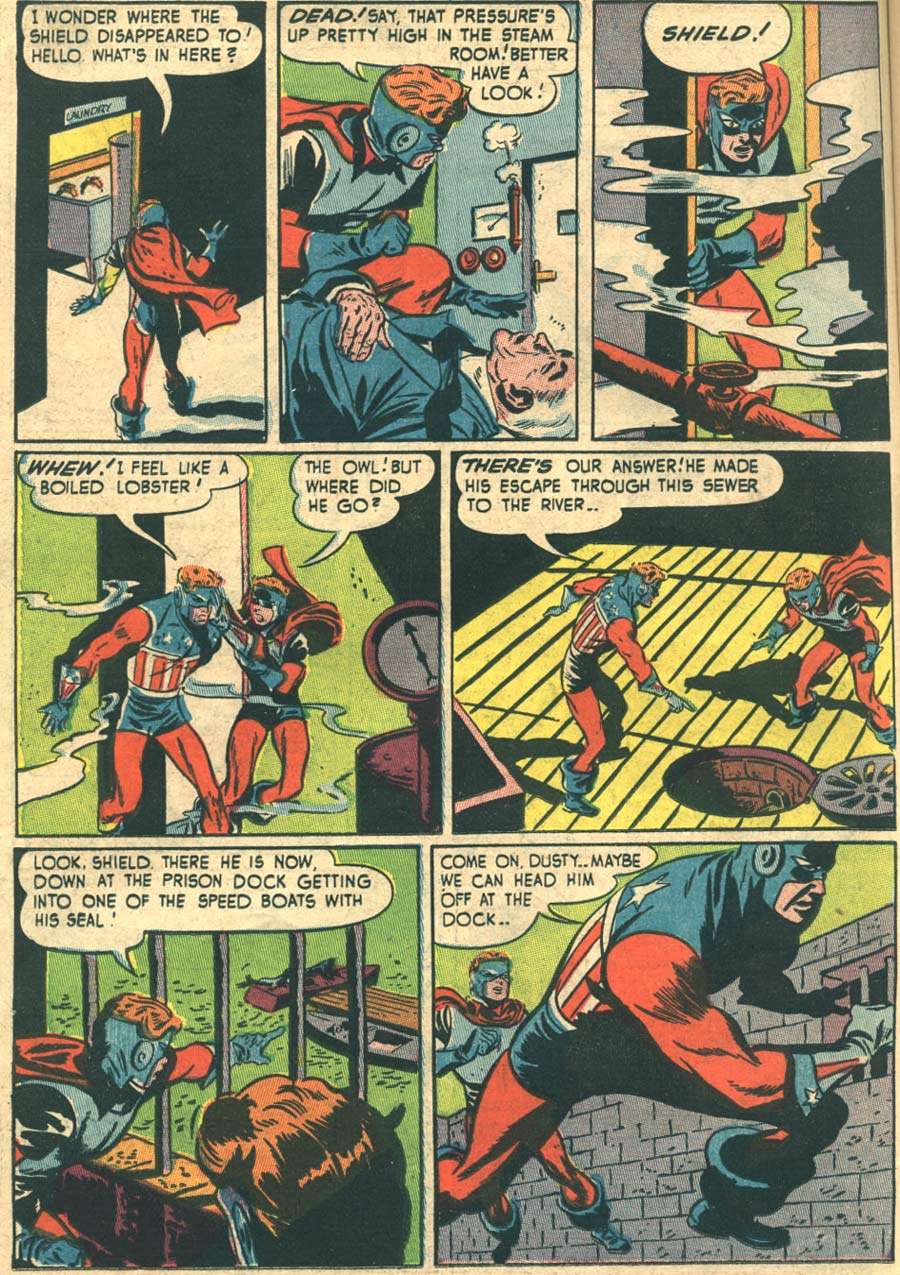 I WONDER WHERE THE
SHIELD DISAPPEARED TO!
HELLO. WHAT'S IN HERE?
LAUNDRY
DEAD! SAY, THAT PRESSURE'S
UP PRETTY HIGH IN THE STEAM
ROOM! BETTER
HAVE A
LOOK!
SHIELD!
WHEW! I FEEL LIKE A
BOILED LOBSTER!
THE OWL! BUT
WHERE DID
HE GO?
THERE'S OUR ANSWER! HE MADE
HIS ESCAPE THROUGH THIS SEWER
TO THE RIVER..
LOOK, SHIELD. THERE HE IS NOW,
DOWN AT THE PRISON DOCK GETTING
INTO ONE OF THE SPEED BOATS WITH
HIS SEAL!
COME ON, DUSTY.. MAYBE
WE CAN HEAD HIM
OFF AT THE
DOCK..